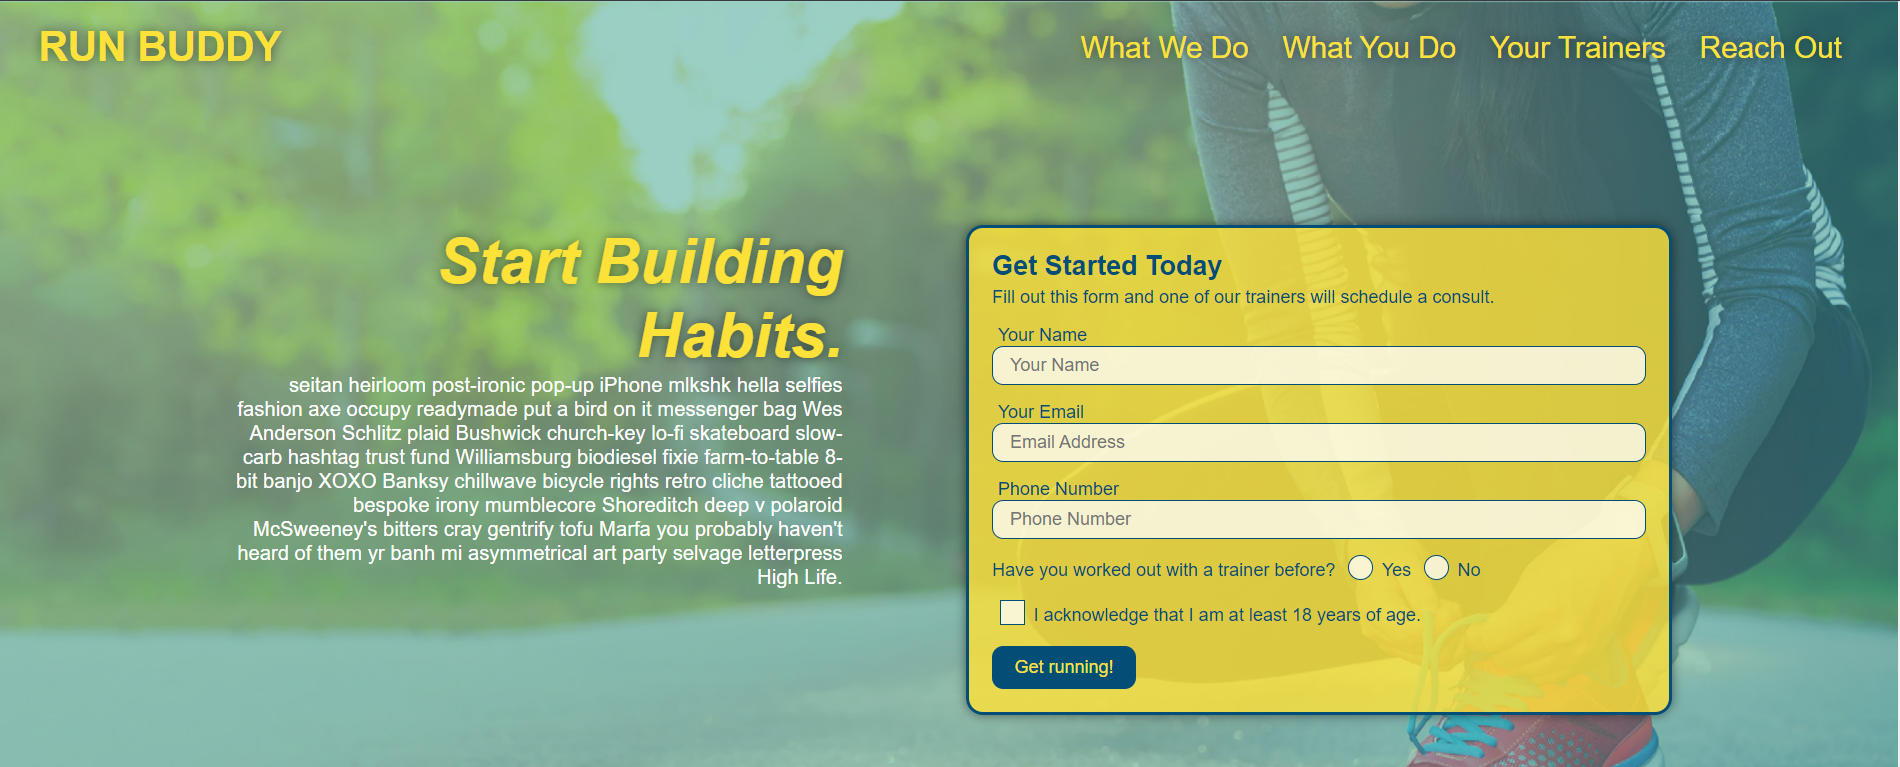 RUN BUDDY
What We Do What You Do Your Trainers Reach Out
Start Building
Habits.
seitan heirloom post-ironic pop-up iPhone mlkshk hella selfies
fashion axe occupy readymade put a bird on it messenger bag Wes
Anderson Schlitz plaid Bushwick church-key lo-fi skateboard slow-
carb hashtag trust fund Williamsburg biodiesel fixie farm-to-table 8-
bit banjo XOXO Banksy chillwave bicycle rights retro cliche tattooed
bespoke irony mumblecore Shoreditch deep v polaroid
McSweeney's bitters cray gentrify tofu Marfa you probably haven't
heard of them yr banh mi asymmetrical art party selvage letterpress
High Life.
Get Started Today
Fill out this form and one of our trainers will schedule a consult.
Your Name
Your Name
Your Email
Email Address
Phone Number
Phone Number
Have you worked out with a trainer before? Yes No
I acknowledge that I am at least 18 years of age.
Get running!